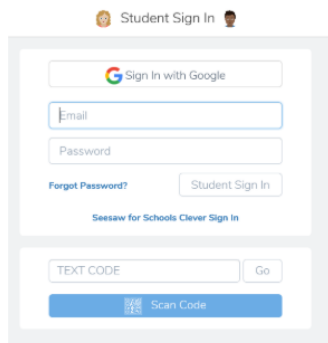 Student Sign In
Sign In with Google
Email
Password
Forgot Password? Student Sign In
Seesaw for Schools Clever Sign In
TEXT CODE Go
Scan Code